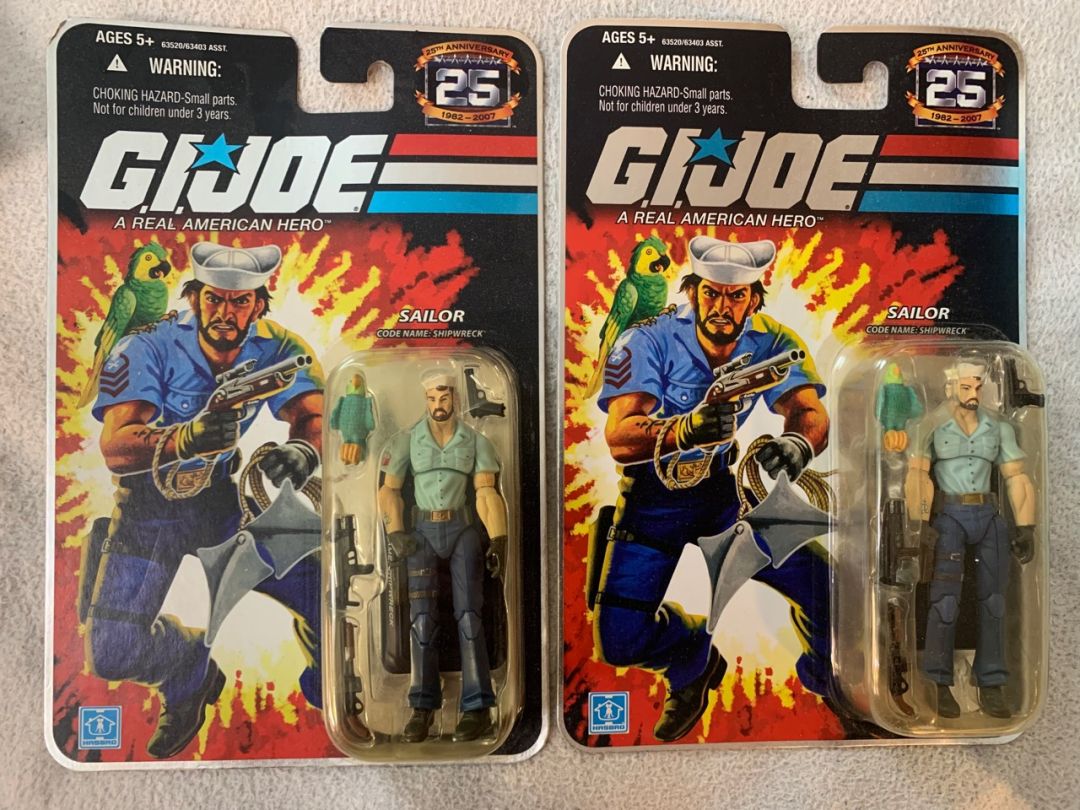 AGES 5+ 63520/63403 ASST.
WARNING:
CHOKING HAZARD-Small parts.
Not for children under 3 years.
25TH ANNIVERSARY
25
1982-2007
G.I.JOE
A REAL AMERICAN HERO™
SAILOR
CODE NAME: SHIPWRECK
HASBRO
AGES 5+ 63520/63403 ASST.
WARNING:
CHOKING HAZARD-Small parts.
Not for children under 3 years.
25TH ANNIVERSARY
25
1982-2007
G.I.JOE
A REAL AMERICAN HERO™
SAILOR
CODE NAME: SHIPWRECK
HASBRO